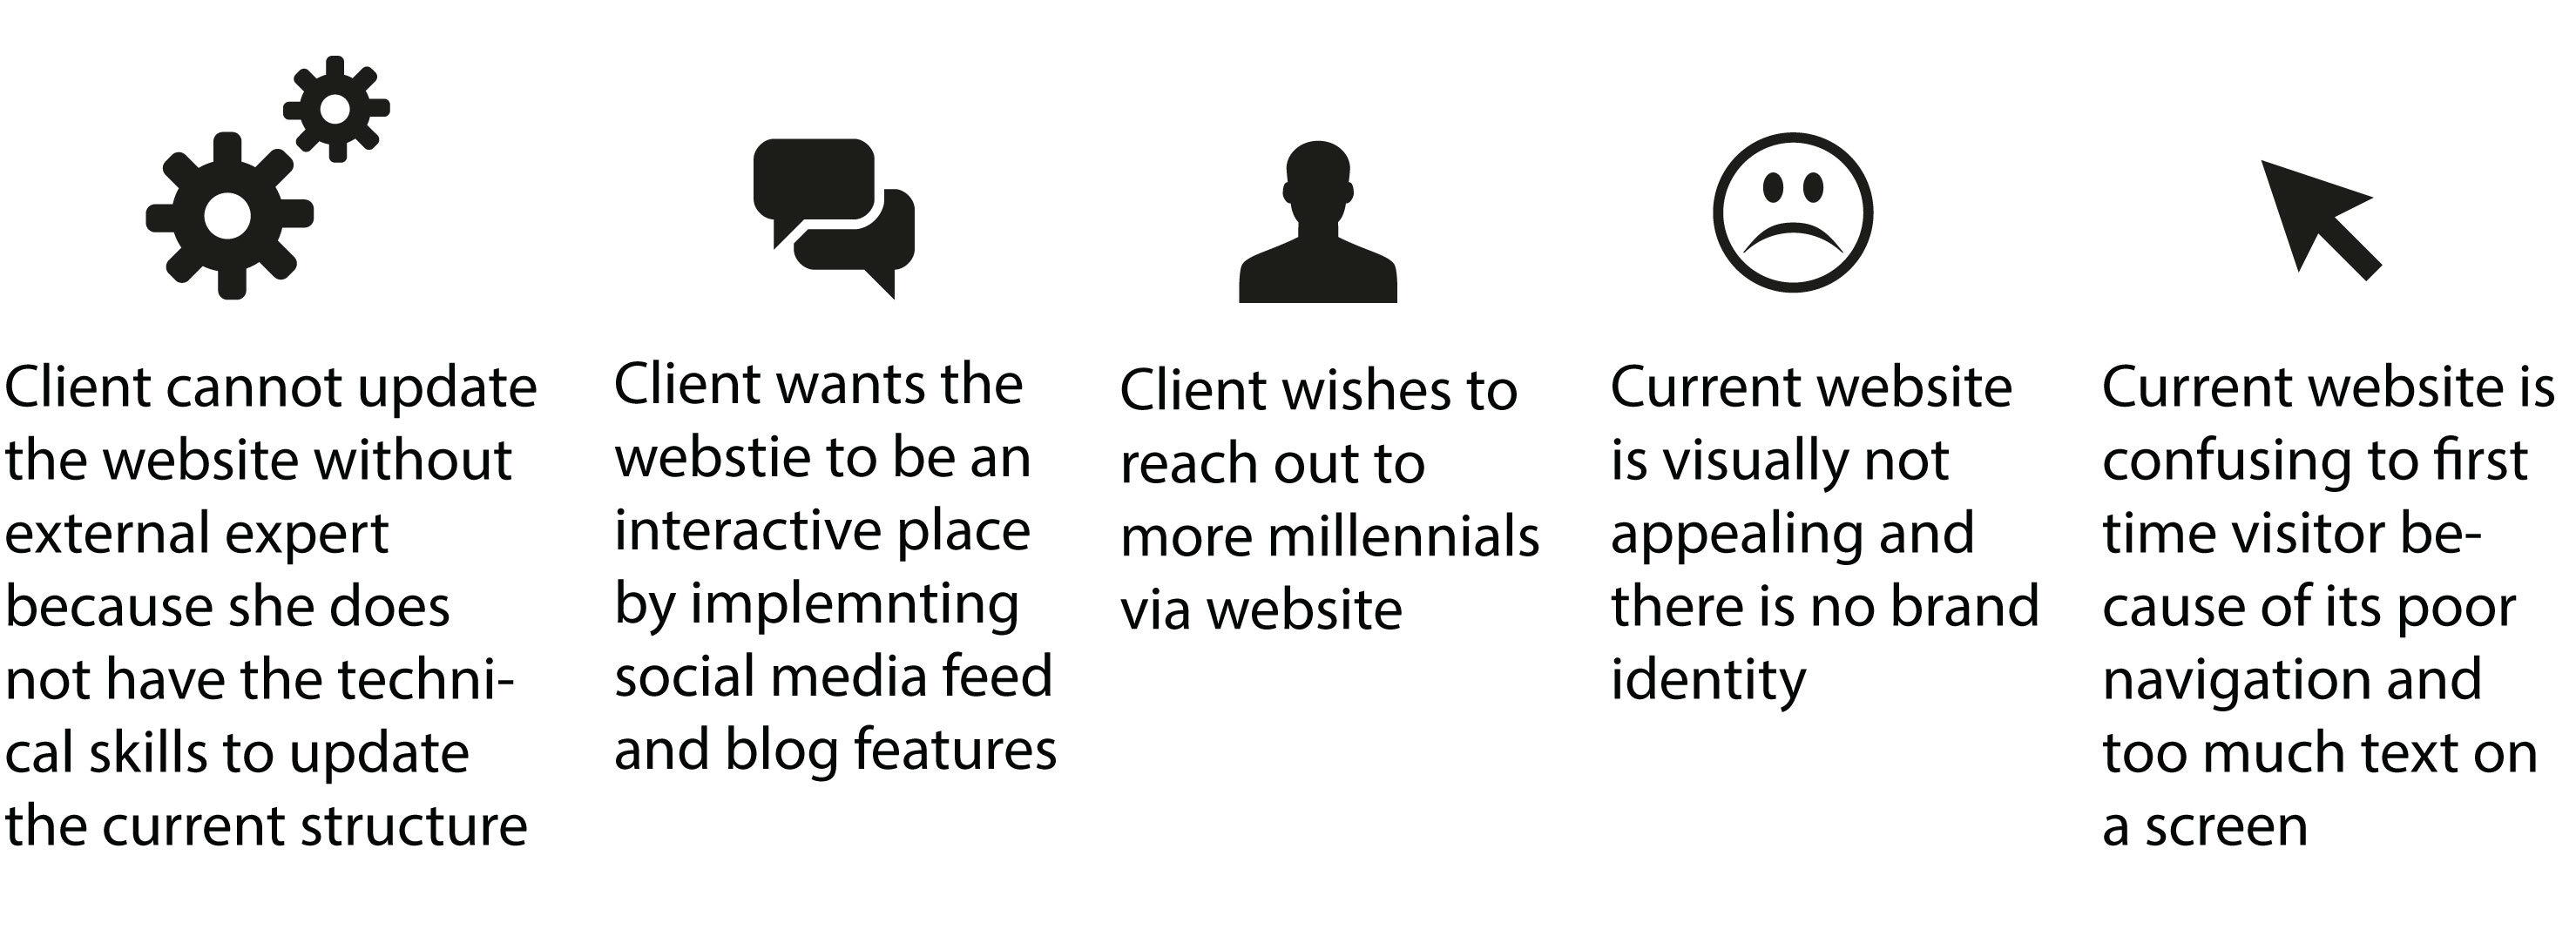 Client cannot update
the website without
external expert
because she does
not have the techni-
cal skills to update
the current structure
Client wants the
webstie to be an
interactive place
by implemnting
social media feed
and blog features
Client wishes to
reach out to
more millennials
via website
Current website
is visually not
appealing and
there is no brand
identity
Current website is
confusing to first
time visitor be-
cause of its poor
navigation and
too much text on
a screen